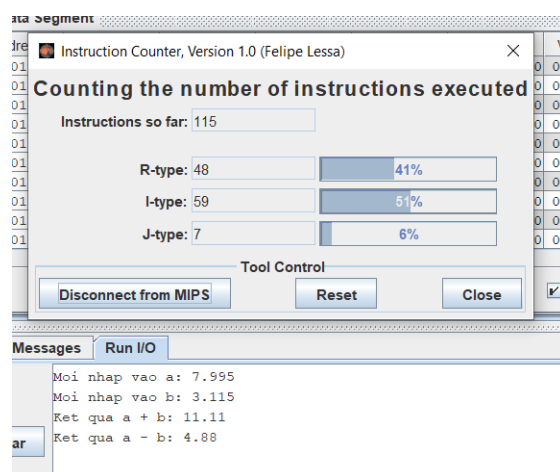 ata Segment
Instruction Counter, Version 1.0 (Felipe Lessa)
Counting the number of instructions executed
Instructions so far: 115
R-type: 48 41%
I-type: 59 51%
J-type: 7 6%
Tool Control
Disconnect from MIPS Reset Close
Messages Run I/O
Moi nhap vao a: 7.995
Moi nhap vao b: 3.115
Ket qua a + b: 11.11
ar Ket qua a - b: 4.88